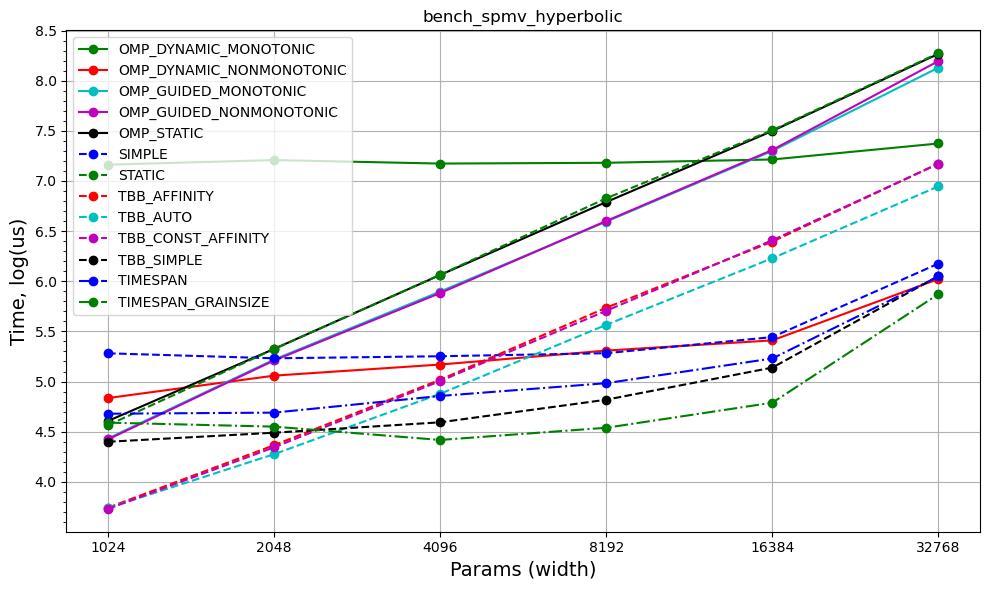 bench_spmv_hyperbolic
8.5
8.0
7.5
7.0
6.5
6.0
5.5
5.0
4.5
4.0
Time, log(us)
OMP_DYNAMIC_MONOTONIC
OMP_DYNAMIC_NONMONOTONIC
OMP_GUIDED_MONOTONIC
OMP_GUIDED_NONMONOTONIC
OMP_STATIC
SIMPLE
STATIC
TBB_AFFINITY
TBB_AUTO
TBB_CONST_AFFINITY
TBB_SIMPLE
TIMESPAN
TIMESPAN_GRAINSIZE
1024 2048 4096 8192 16384 32768
Params (width)